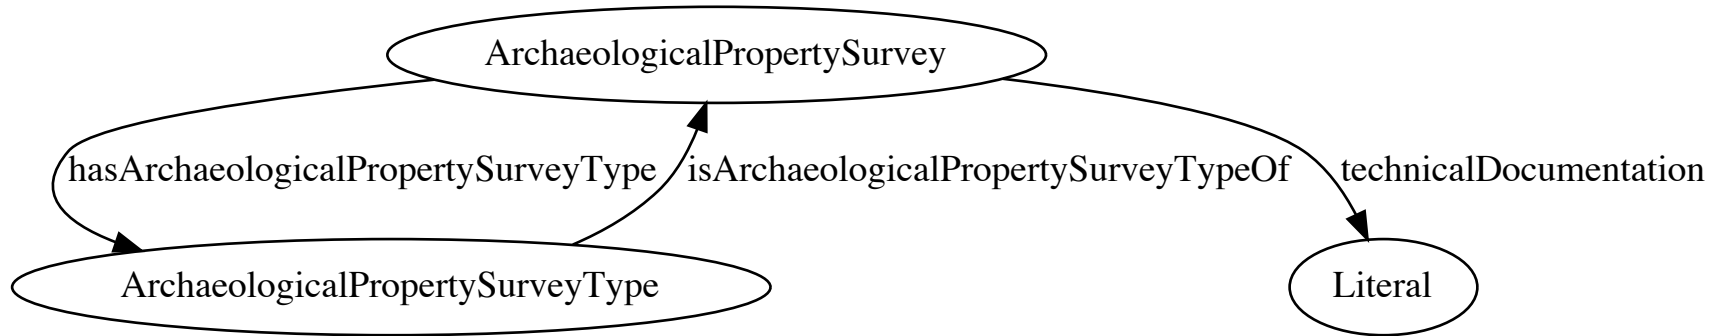 ArchaeologicalPropertySurvey
hasArchaeologicalPropertySurveyType
isArchaeologicalPropertySurveyTypeOf
technicalDocumentation
ArchaeologicalPropertySurveyType
Literal